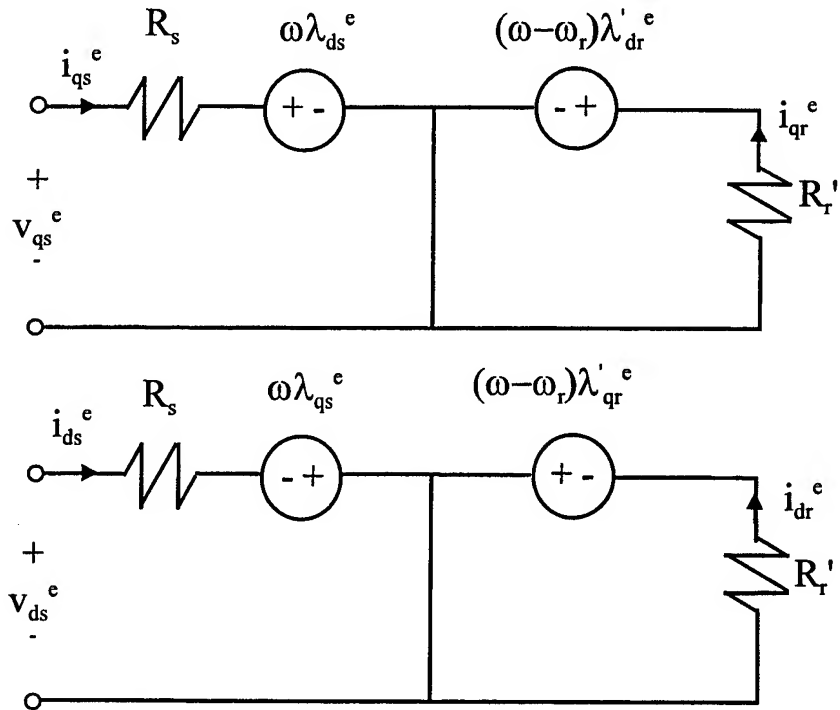 R_s ωλ_ds^e (ω−ω_r)λ'_dr^e
i_qs^e
+ - - +
i_qr^e
+
R_r'
v_qs^e
-
R_s ωλ_qs^e (ω−ω_r)λ'_qr^e
i_ds^e
- + + -
i_dr^e
+
R_r'
v_ds^e
-